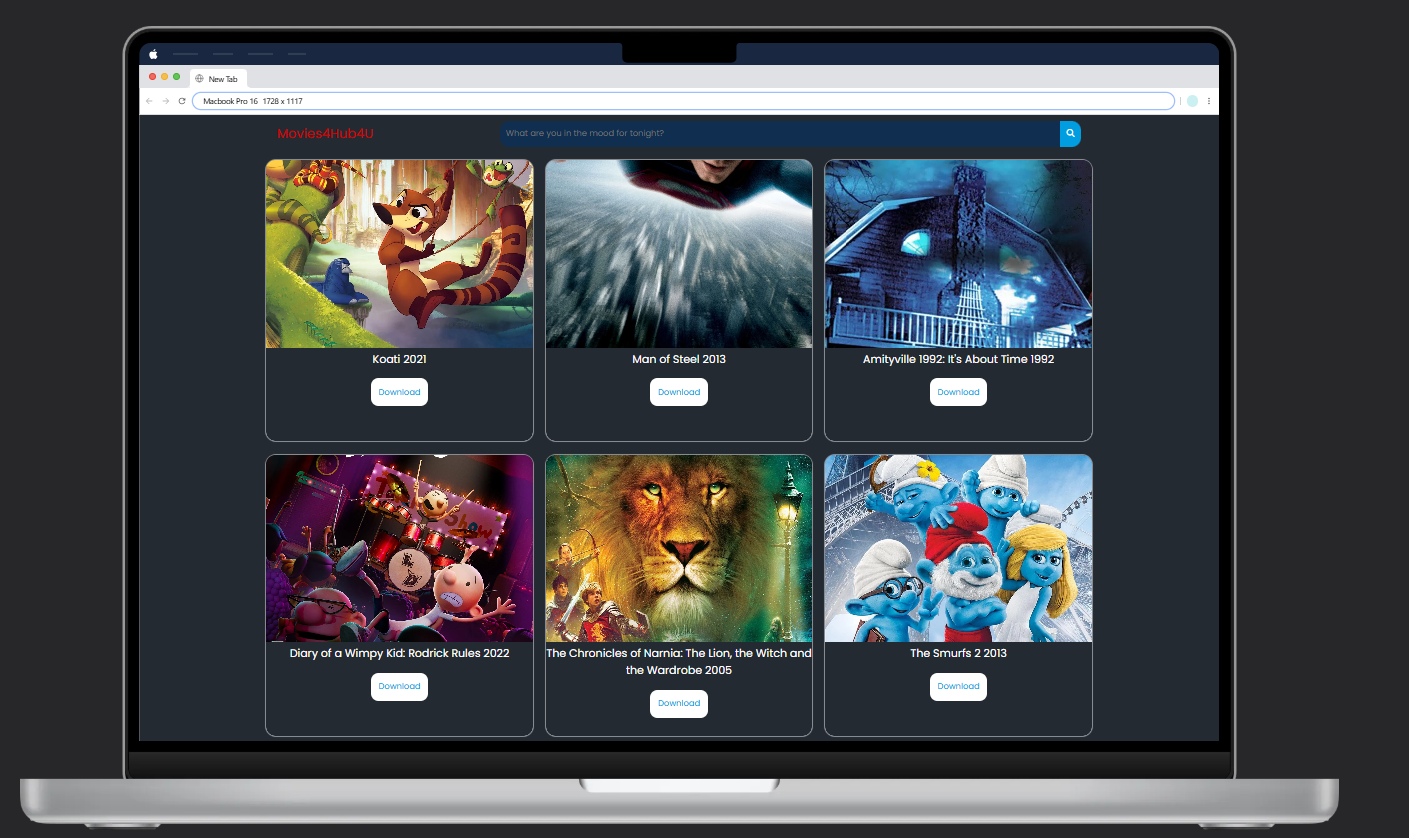 New Tab
Macbook Pro 16 1728 x 1117
Movies4Hub4U
What are you in the mood for tonight?
Koati 2021
Man of Steel 2013
Amityville 1992: It's About Time 1992
Download
Download
Download
Show
Diary of a Wimpy Kid: Rodrick Rules 2022
The Chronicles of Narnia: The Lion, the Witch and
the Wardrobe 2005
The Smurfs 2 2013
Download
Download
Download